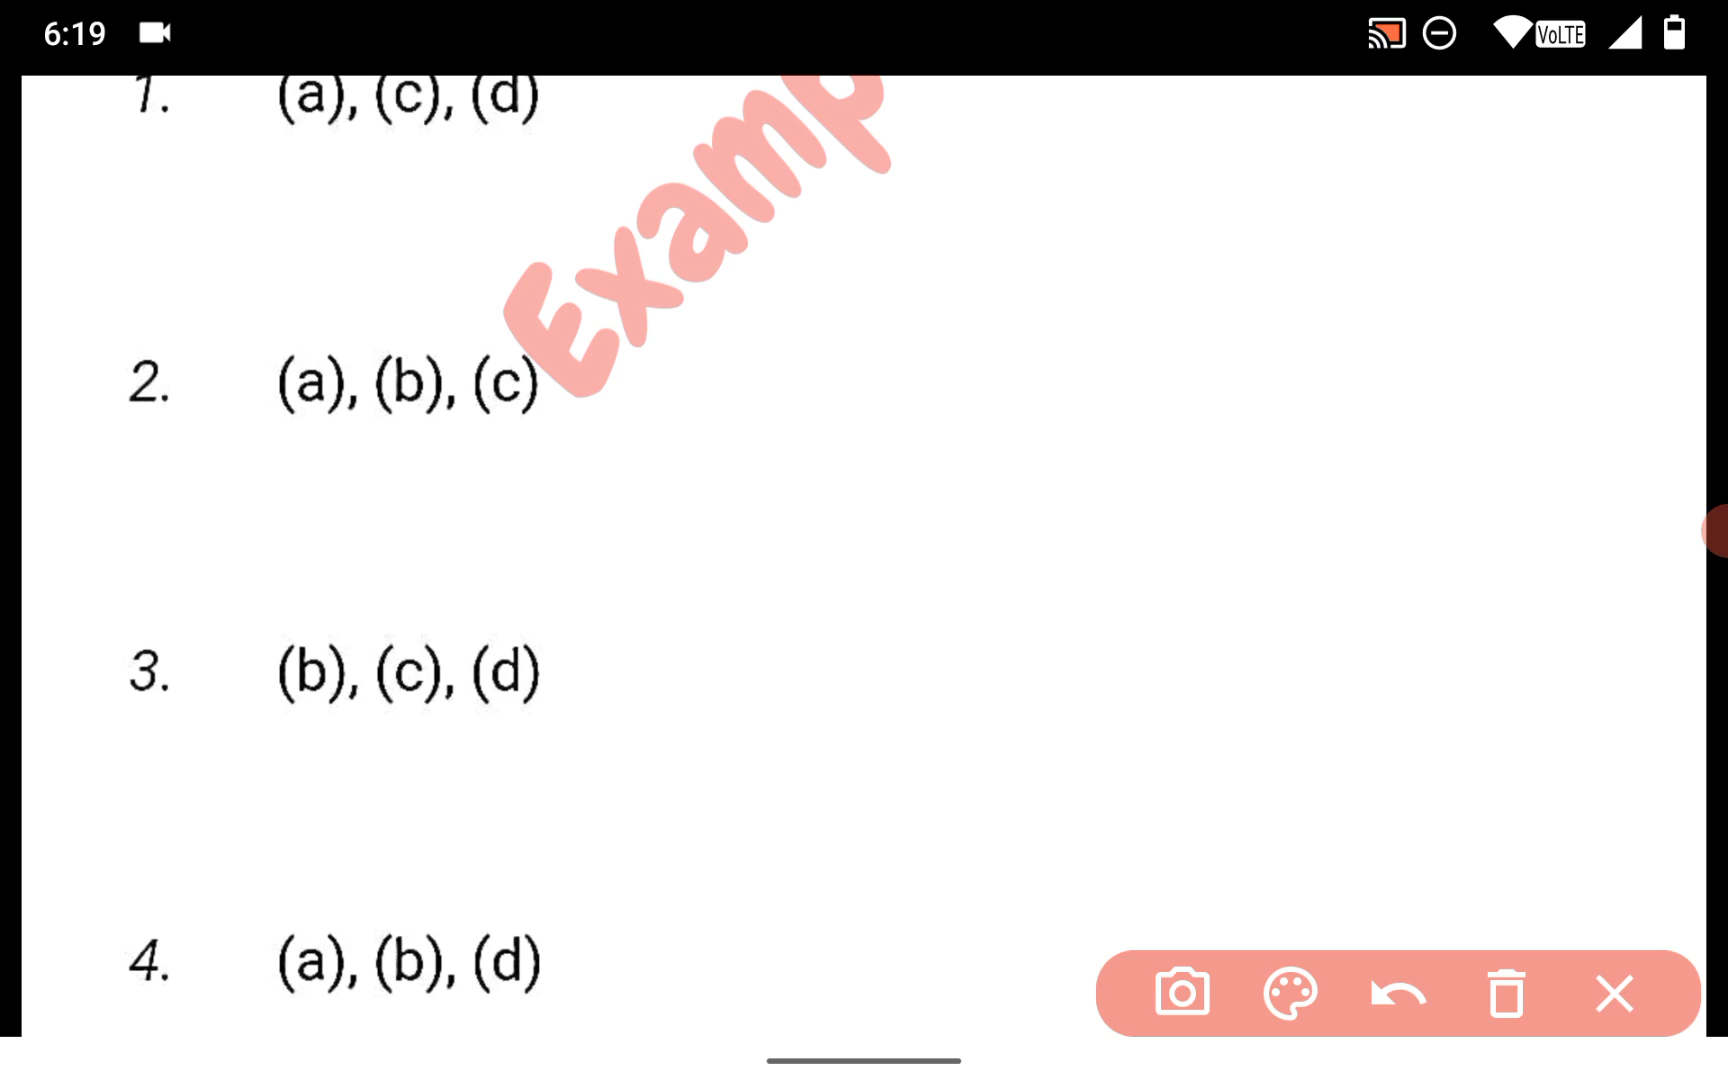 6:19 VoLTE
1. (a), (c), (d)
Examp
2. (a), (b), (c)
3. (b), (c), (d)
4. (a), (b), (d)